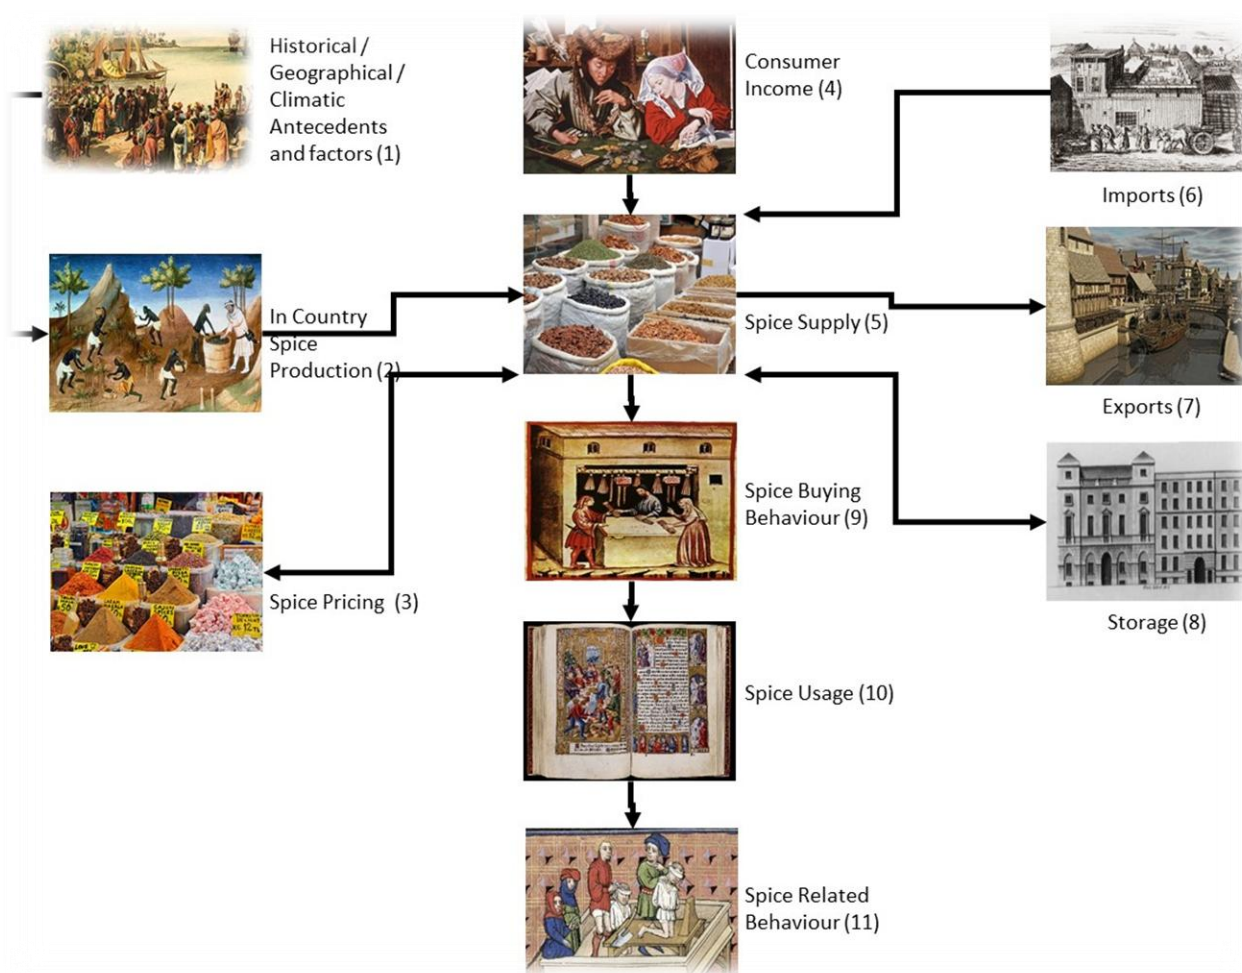 Historical /
Geographical /
Climatic
Antecedents
and factors (1)
Consumer
Income (4)
Imports (6)
In Country
Spice
Production (2)
Spice Supply (5)
Exports (7)
Spice Pricing  (3)
Spice Buying
Behaviour (9)
Storage (8)
Spice Usage (10)
Spice Related
Behaviour (11)